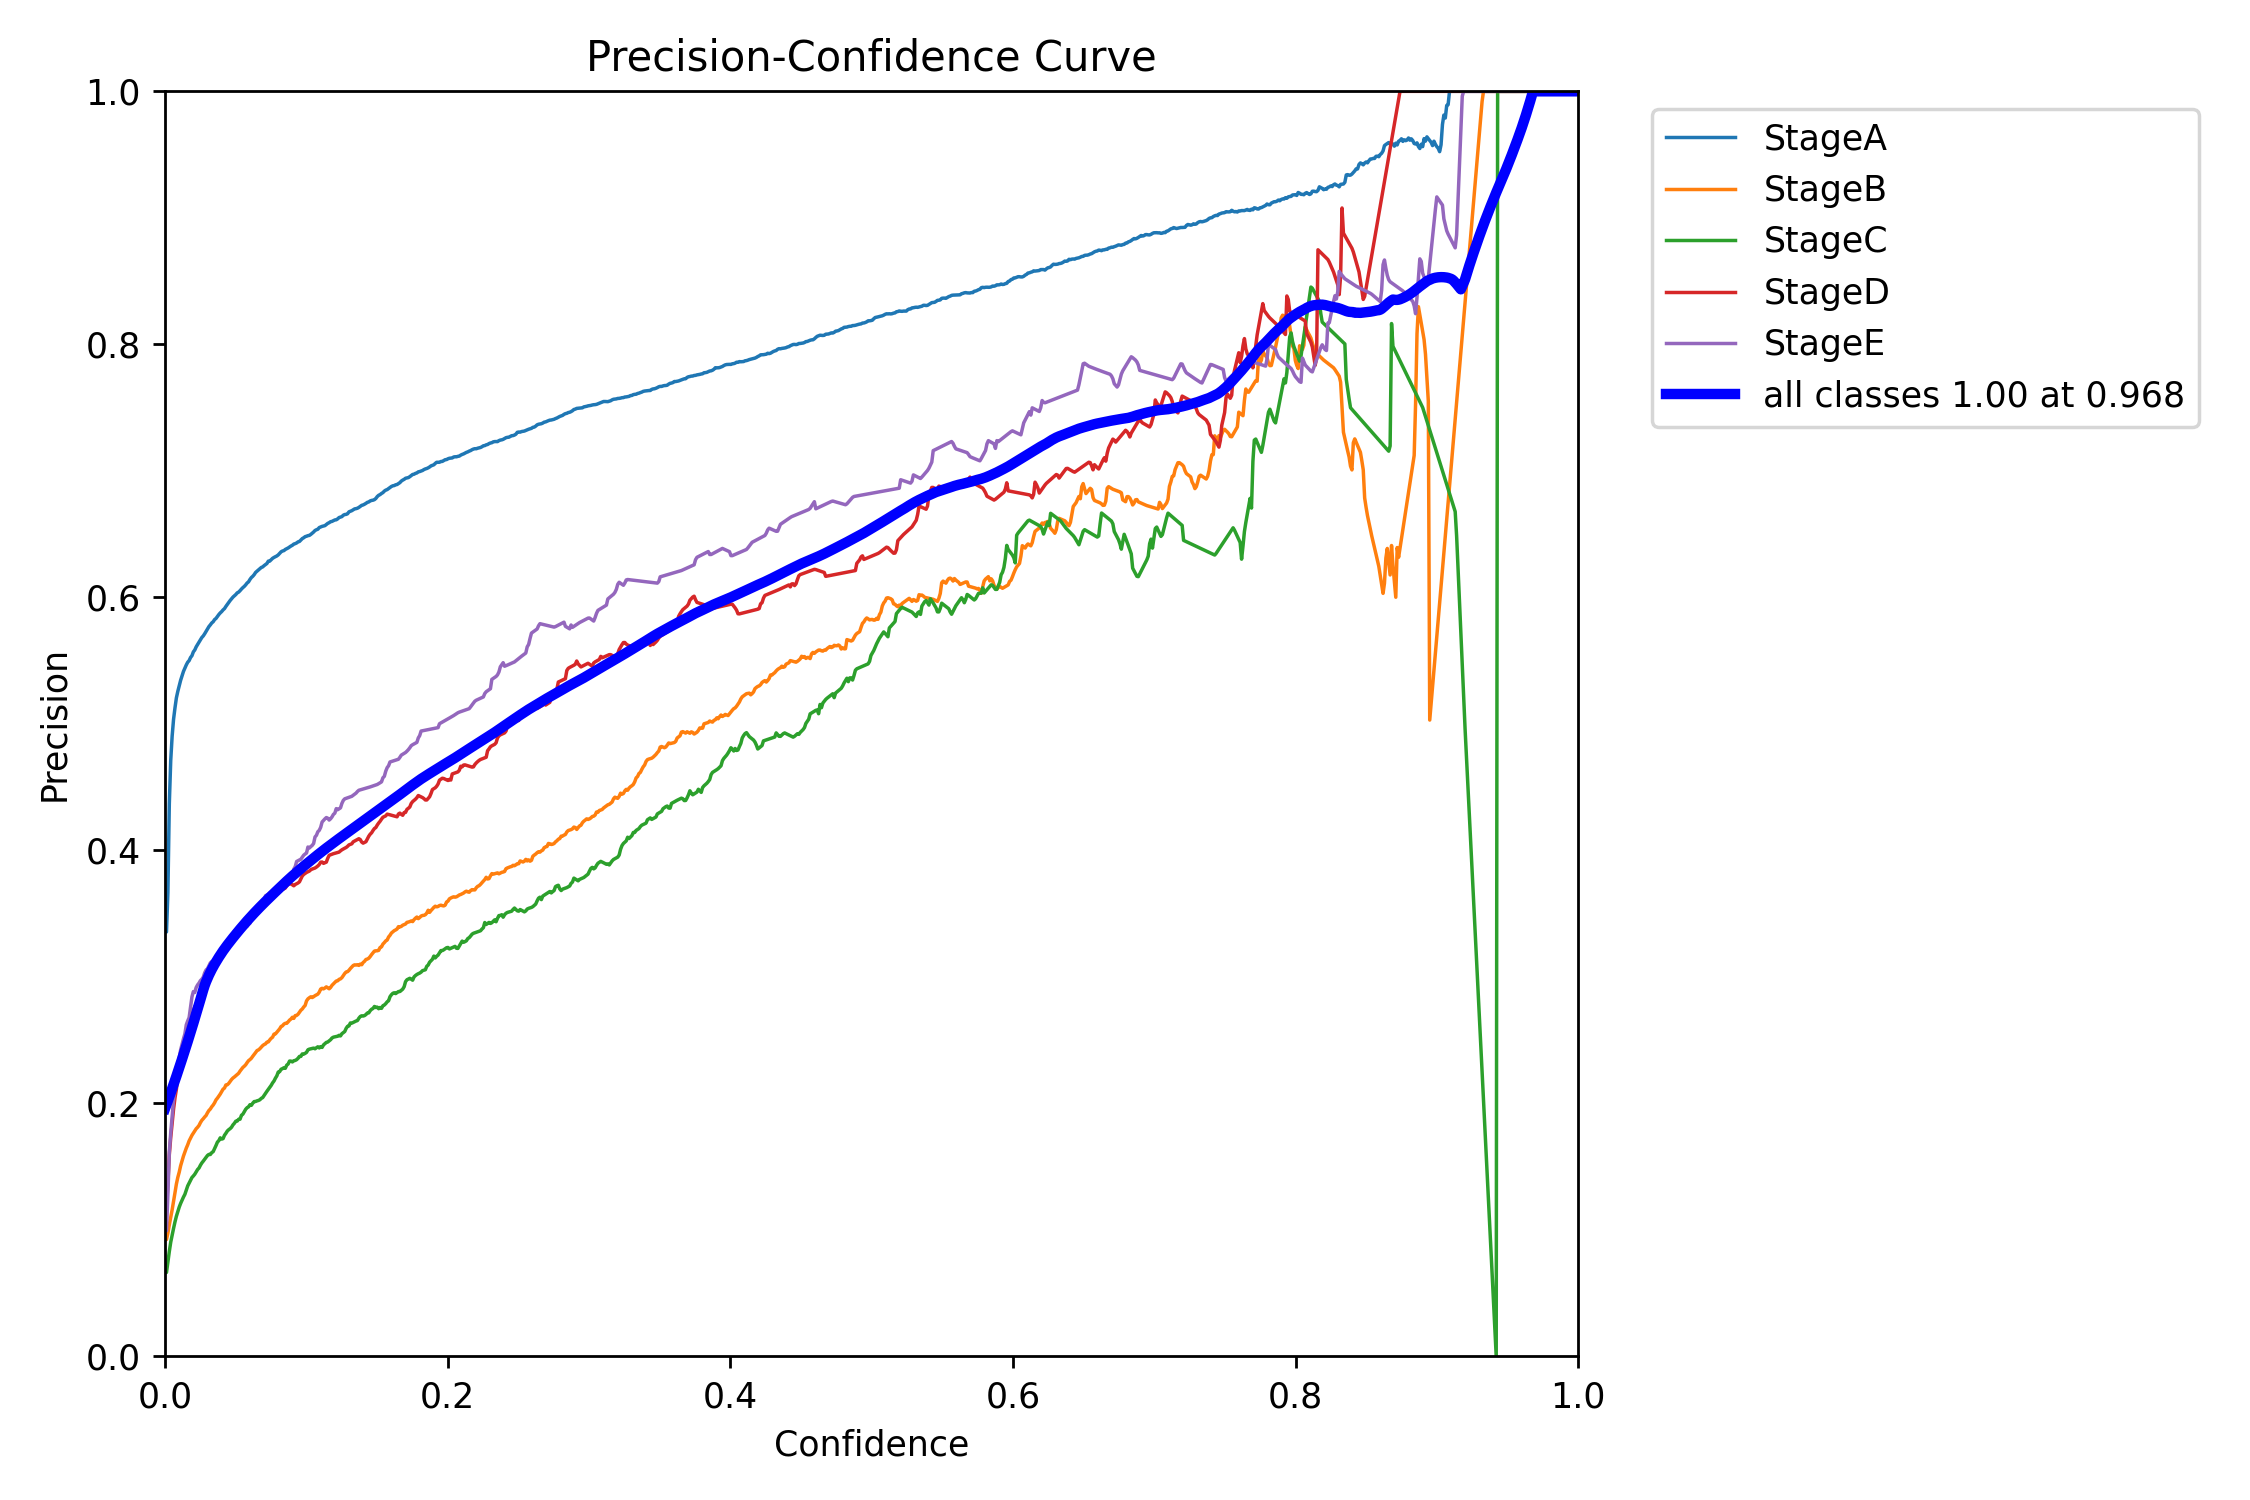 Precision-Confidence Curve
1.0
0.8
0.6
0.4
0.2
0.0
Precision
0.0 0.2 0.4 0.6 0.8 1.0
Confidence
StageA
StageB
StageC
StageD
StageE
all classes 1.00 at 0.968